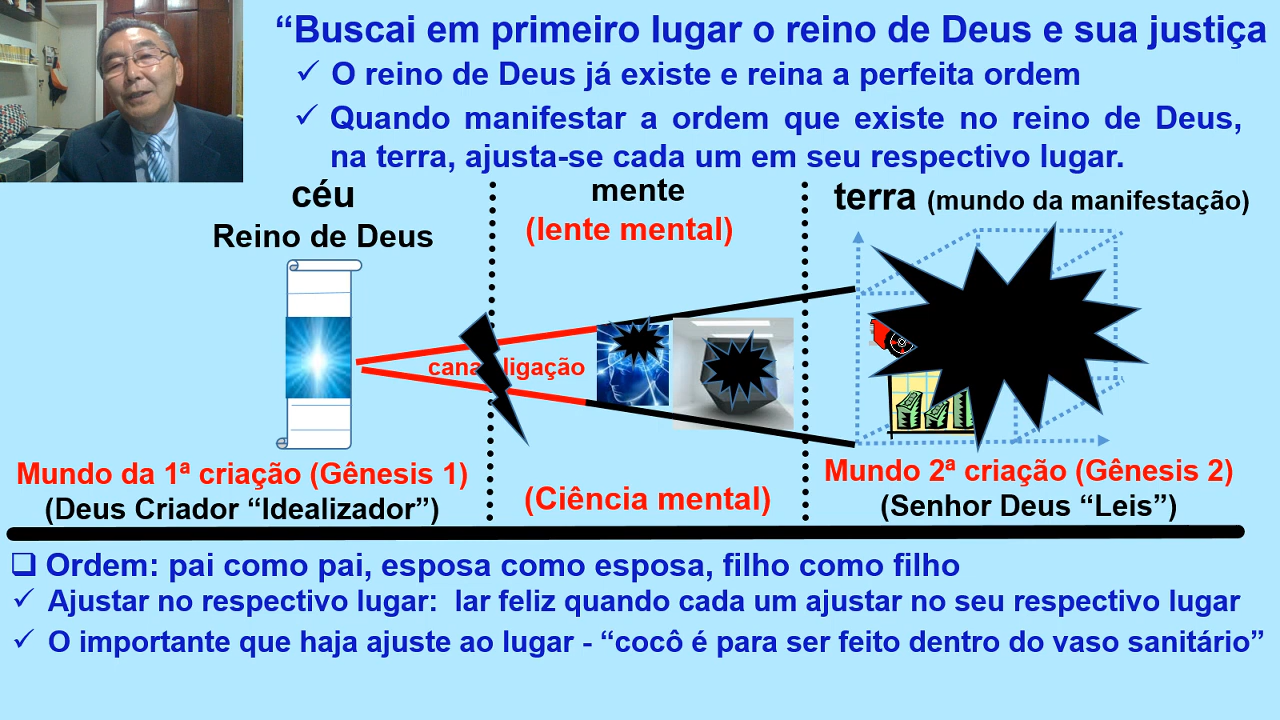 “Buscai em primeiro lugar o reino de Deus e sua justiça
✓ O reino de Deus já existe e reina a perfeita ordem
✓ Quando manifestar a ordem que existe no reino de Deus,
na terra, ajusta-se cada um em seu respectivo lugar.
céu
Reino de Deus
mente
(lente mental)
terra (mundo da manifestação)
ligação
Mundo da 1ª criação (Gênesis 1)
(Deus Criador “Idealizador”)
(Ciência mental)
Mundo 2ª criação (Gênesis 2)
(Senhor Deus “Leis”)
❑ Ordem: pai como pai, esposa como esposa, filho como filho
✓ Ajustar no respectivo lugar: lar feliz quando cada um ajustar no seu respectivo lugar
✓ O importante que haja ajuste ao lugar - “cocô é para ser feito dentro do vaso sanitário”